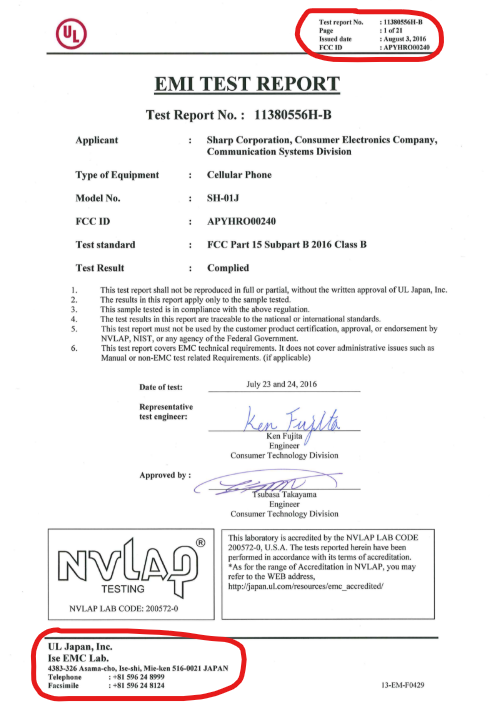 UL
Test report No. : 11380556H-B
Page : 1 of 21
Issued date : August 3, 2016
FCC ID : APYHRO00240
EMI TEST REPORT
Test Report No. : 11380556H-B
Applicant : Sharp Corporation, Consumer Electronics Company,
Communication Systems Division
Type of Equipment : Cellular Phone
Model No. : SH-01J
FCC ID : APYHRO00240
Test standard : FCC Part 15 Subpart B 2016 Class B
Test Result : Complied
1. This test report shall not be reproduced in full or partial, without the written approval of UL Japan, Inc.
2. The results in this report apply only to the sample tested.
3. This sample tested is in compliance with the above regulation.
4. The test results in this report are traceable to the national or international standards.
5. This test report must not be used by the customer product certification, approval, or endorsement by
NVLAP, NIST, or any agency of the Federal Government.
6. This test report covers EMC technical requirements. It does not cover administrative issues such as
Manual or non-EMC test related Requirements. (if applicable)
Date of test: July 23 and 24, 2016
Representative
test engineer:
Ken Fujita
Ken Fujita
Engineer
Consumer Technology Division
Approved by :
Tsubasa Takayama
Engineer
Consumer Technology Division
NVLAP®
TESTING
NVLAP LAB CODE: 200572-0
This laboratory is accredited by the NVLAP LAB CODE
200572-0, U.S.A. The tests reported herein have been
performed in accordance with its terms of accreditation.
*As for the range of Accreditation in NVLAP, you may
refer to the WEB address,
http://japan.ul.com/resources/emc_accredited/
UL Japan, Inc.
Ise EMC Lab.
4383-326 Asama-cho, Ise-shi, Mie-ken 516-0021 JAPAN
Telephone : +81 596 24 8999
Facsimile : +81 596 24 8124
13-EM-F0429